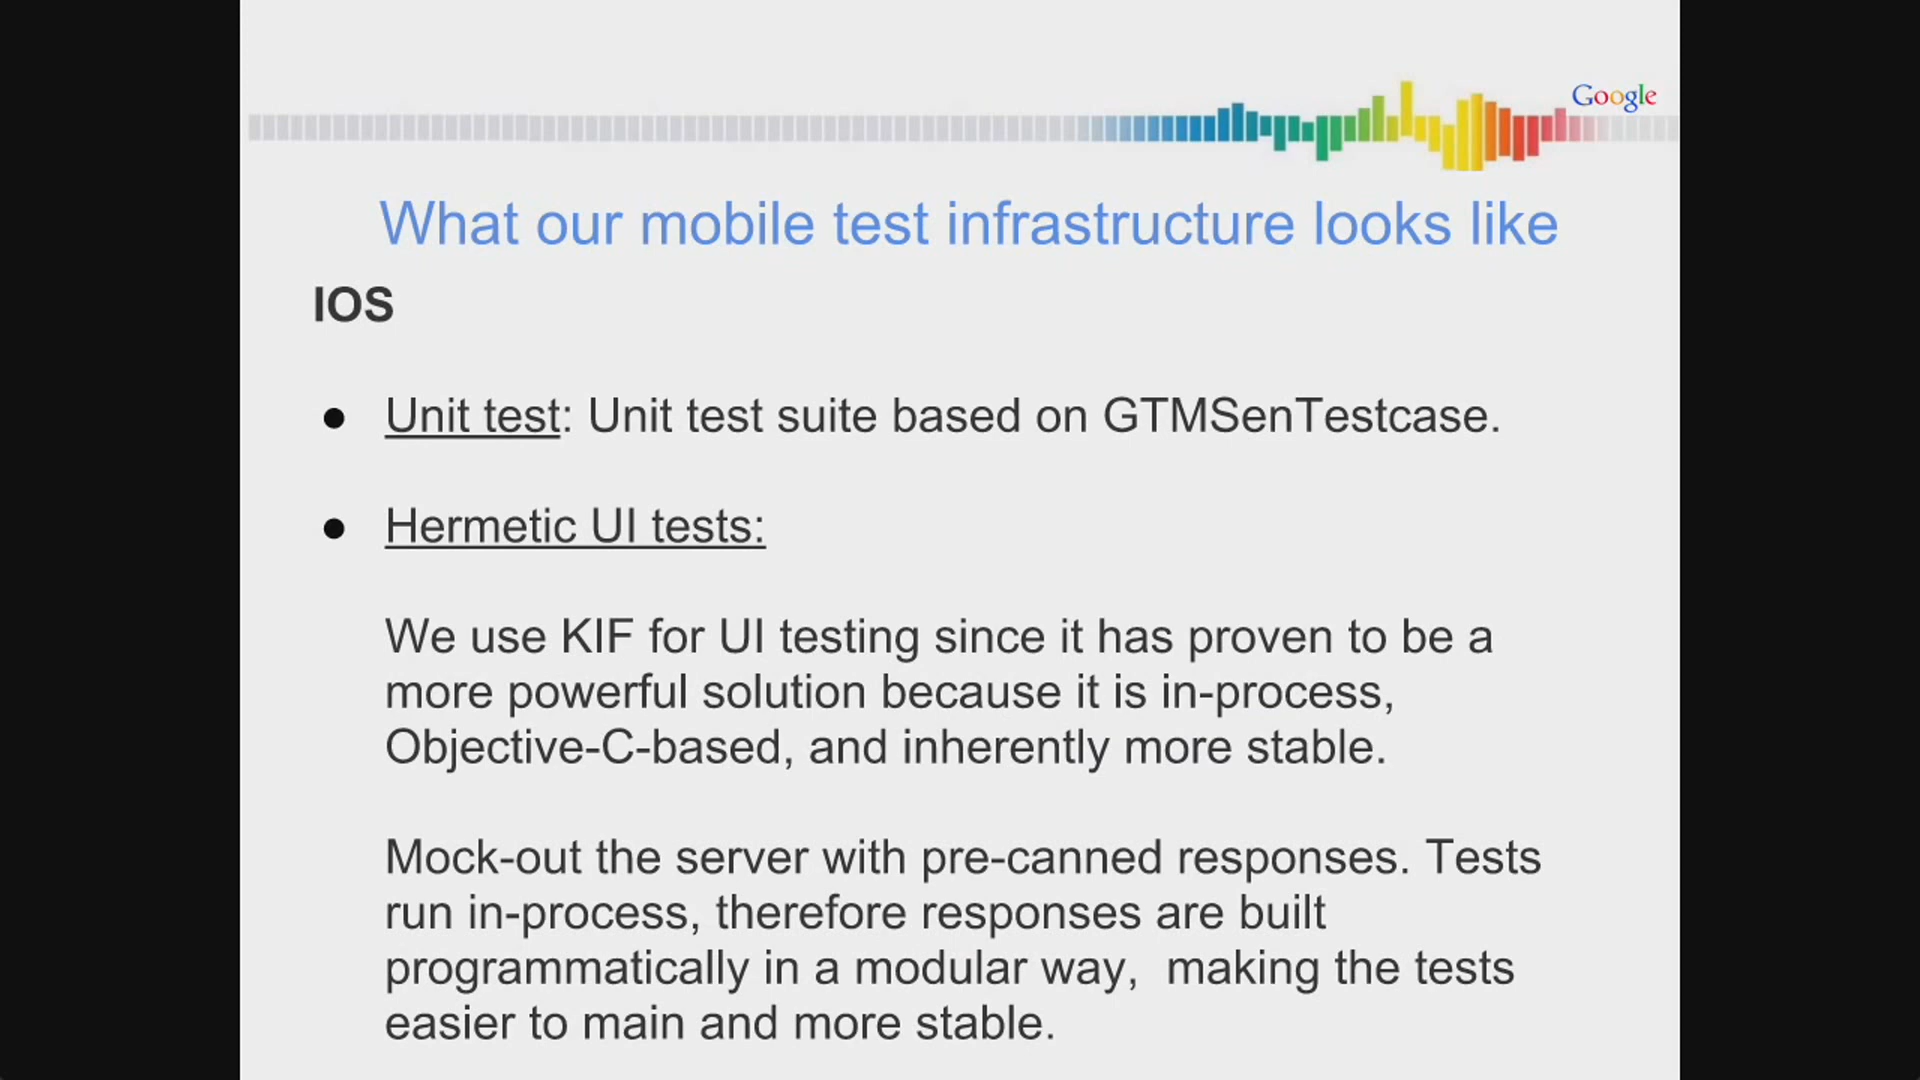 Google
What our mobile test infrastructure looks like
IOS
● Unit test: Unit test suite based on GTMSenTestcase.
● Hermetic UI tests:
We use KIF for UI testing since it has proven to be a
more powerful solution because it is in-process,
Objective-C-based, and inherently more stable.
Mock-out the server with pre-canned responses. Tests
run in-process, therefore responses are built
programmatically in a modular way,  making the tests
easier to main and more stable.